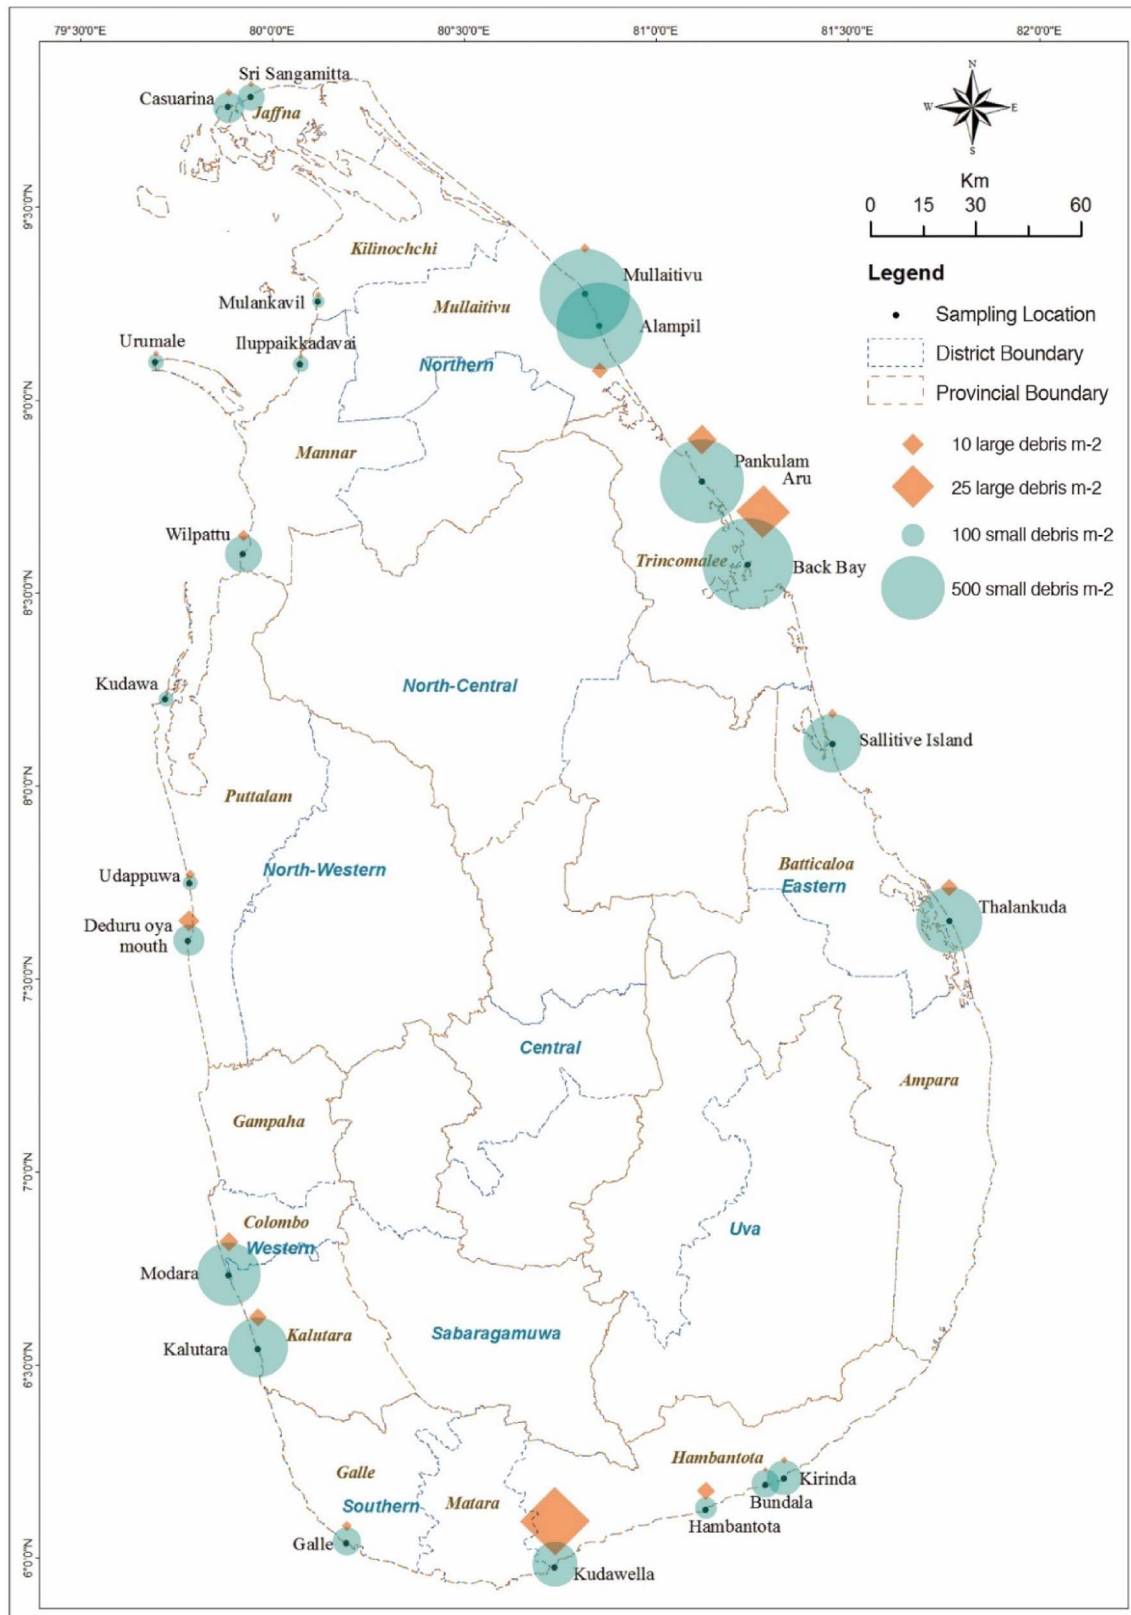 79°30'0"E 80°0'0"E 80°30'0"E 81°0'0"E 81°30'0"E 82°0'0"E
N
W E
S
Km
0 15 30 60
Legend
Sampling Location
District Boundary
Provincial Boundary
10 large debris m-2
25 large debris m-2
100 small debris m-2
500 small debris m-2
9°30'0"N
9°0'0"N
8°30'0"N
8°0'0"N
7°30'0"N
7°0'0"N
6°30'0"N
6°0'0"N
Sri Sangamitta
Casuarina
Jaffna
Kilinochchi
Mullaitivu
Mulankavil
Mullaitivu
Alampil
Urumale
Iluppaikkadavai
Northern
Mannar
Pankulam
Aru
Wilpattu
Trincomalee
Back Bay
Kudawa
North-Central
Sallitive Island
Puttalam
Udappuwa
North-Western
Batticaloa
Eastern
Thalankuda
Deduru oya
mouth
Central
Ampara
Gampaha
Colombo
Western
Uva
Modara
Kalutara
Kalutara
Sabaragamuwa
Hambantota
Galle
Southern
Matara
Kirinda
Bundala
Hambantota
Galle
Kudawella